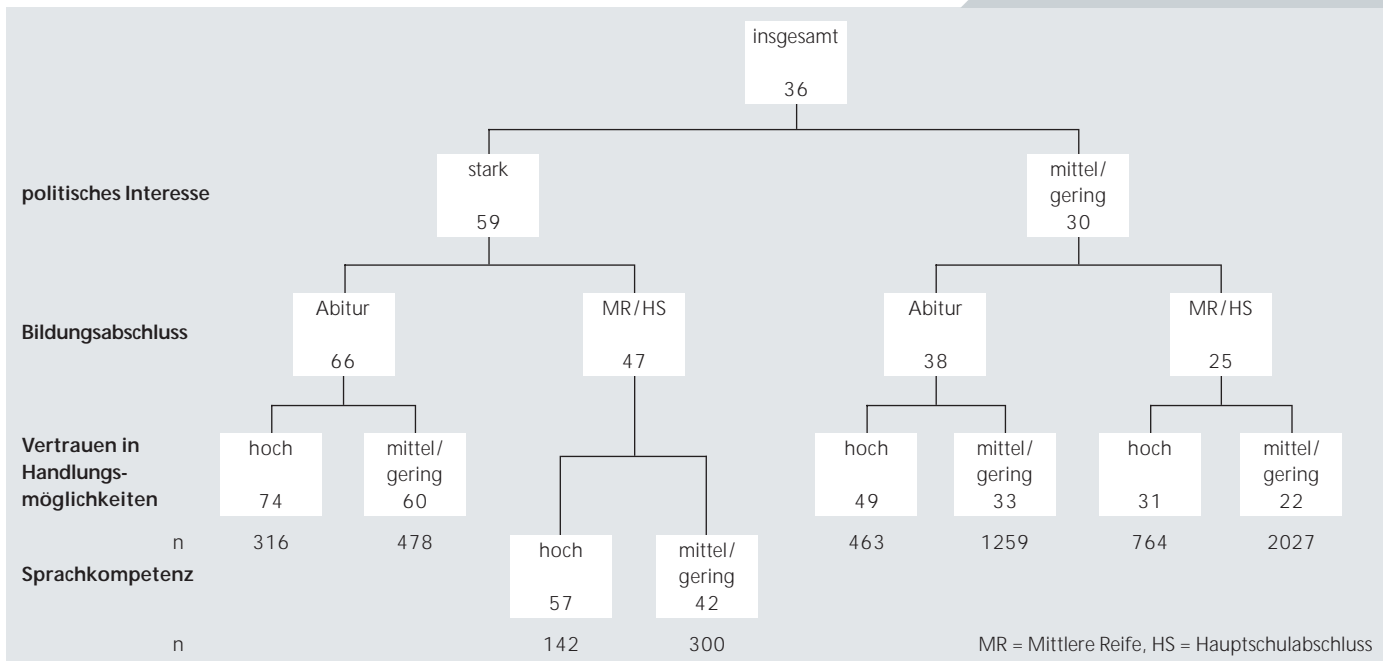 insgesamt
36
politisches Interesse
stark
59
mittel/
gering
30
Bildungsabschluss
Abitur
66
MR/HS
47
Abitur
38
MR/HS
25
Vertrauen in
Handlungs-
möglichkeiten
hoch
74
mittel/
gering
60
hoch
49
mittel/
gering
33
hoch
31
mittel/
gering
22
n 316 478 463 1259 764 2027
Sprachkompetenz
hoch
57
mittel/
gering
42
n 142 300
MR = Mittlere Reife, HS = Hauptschulabschluss